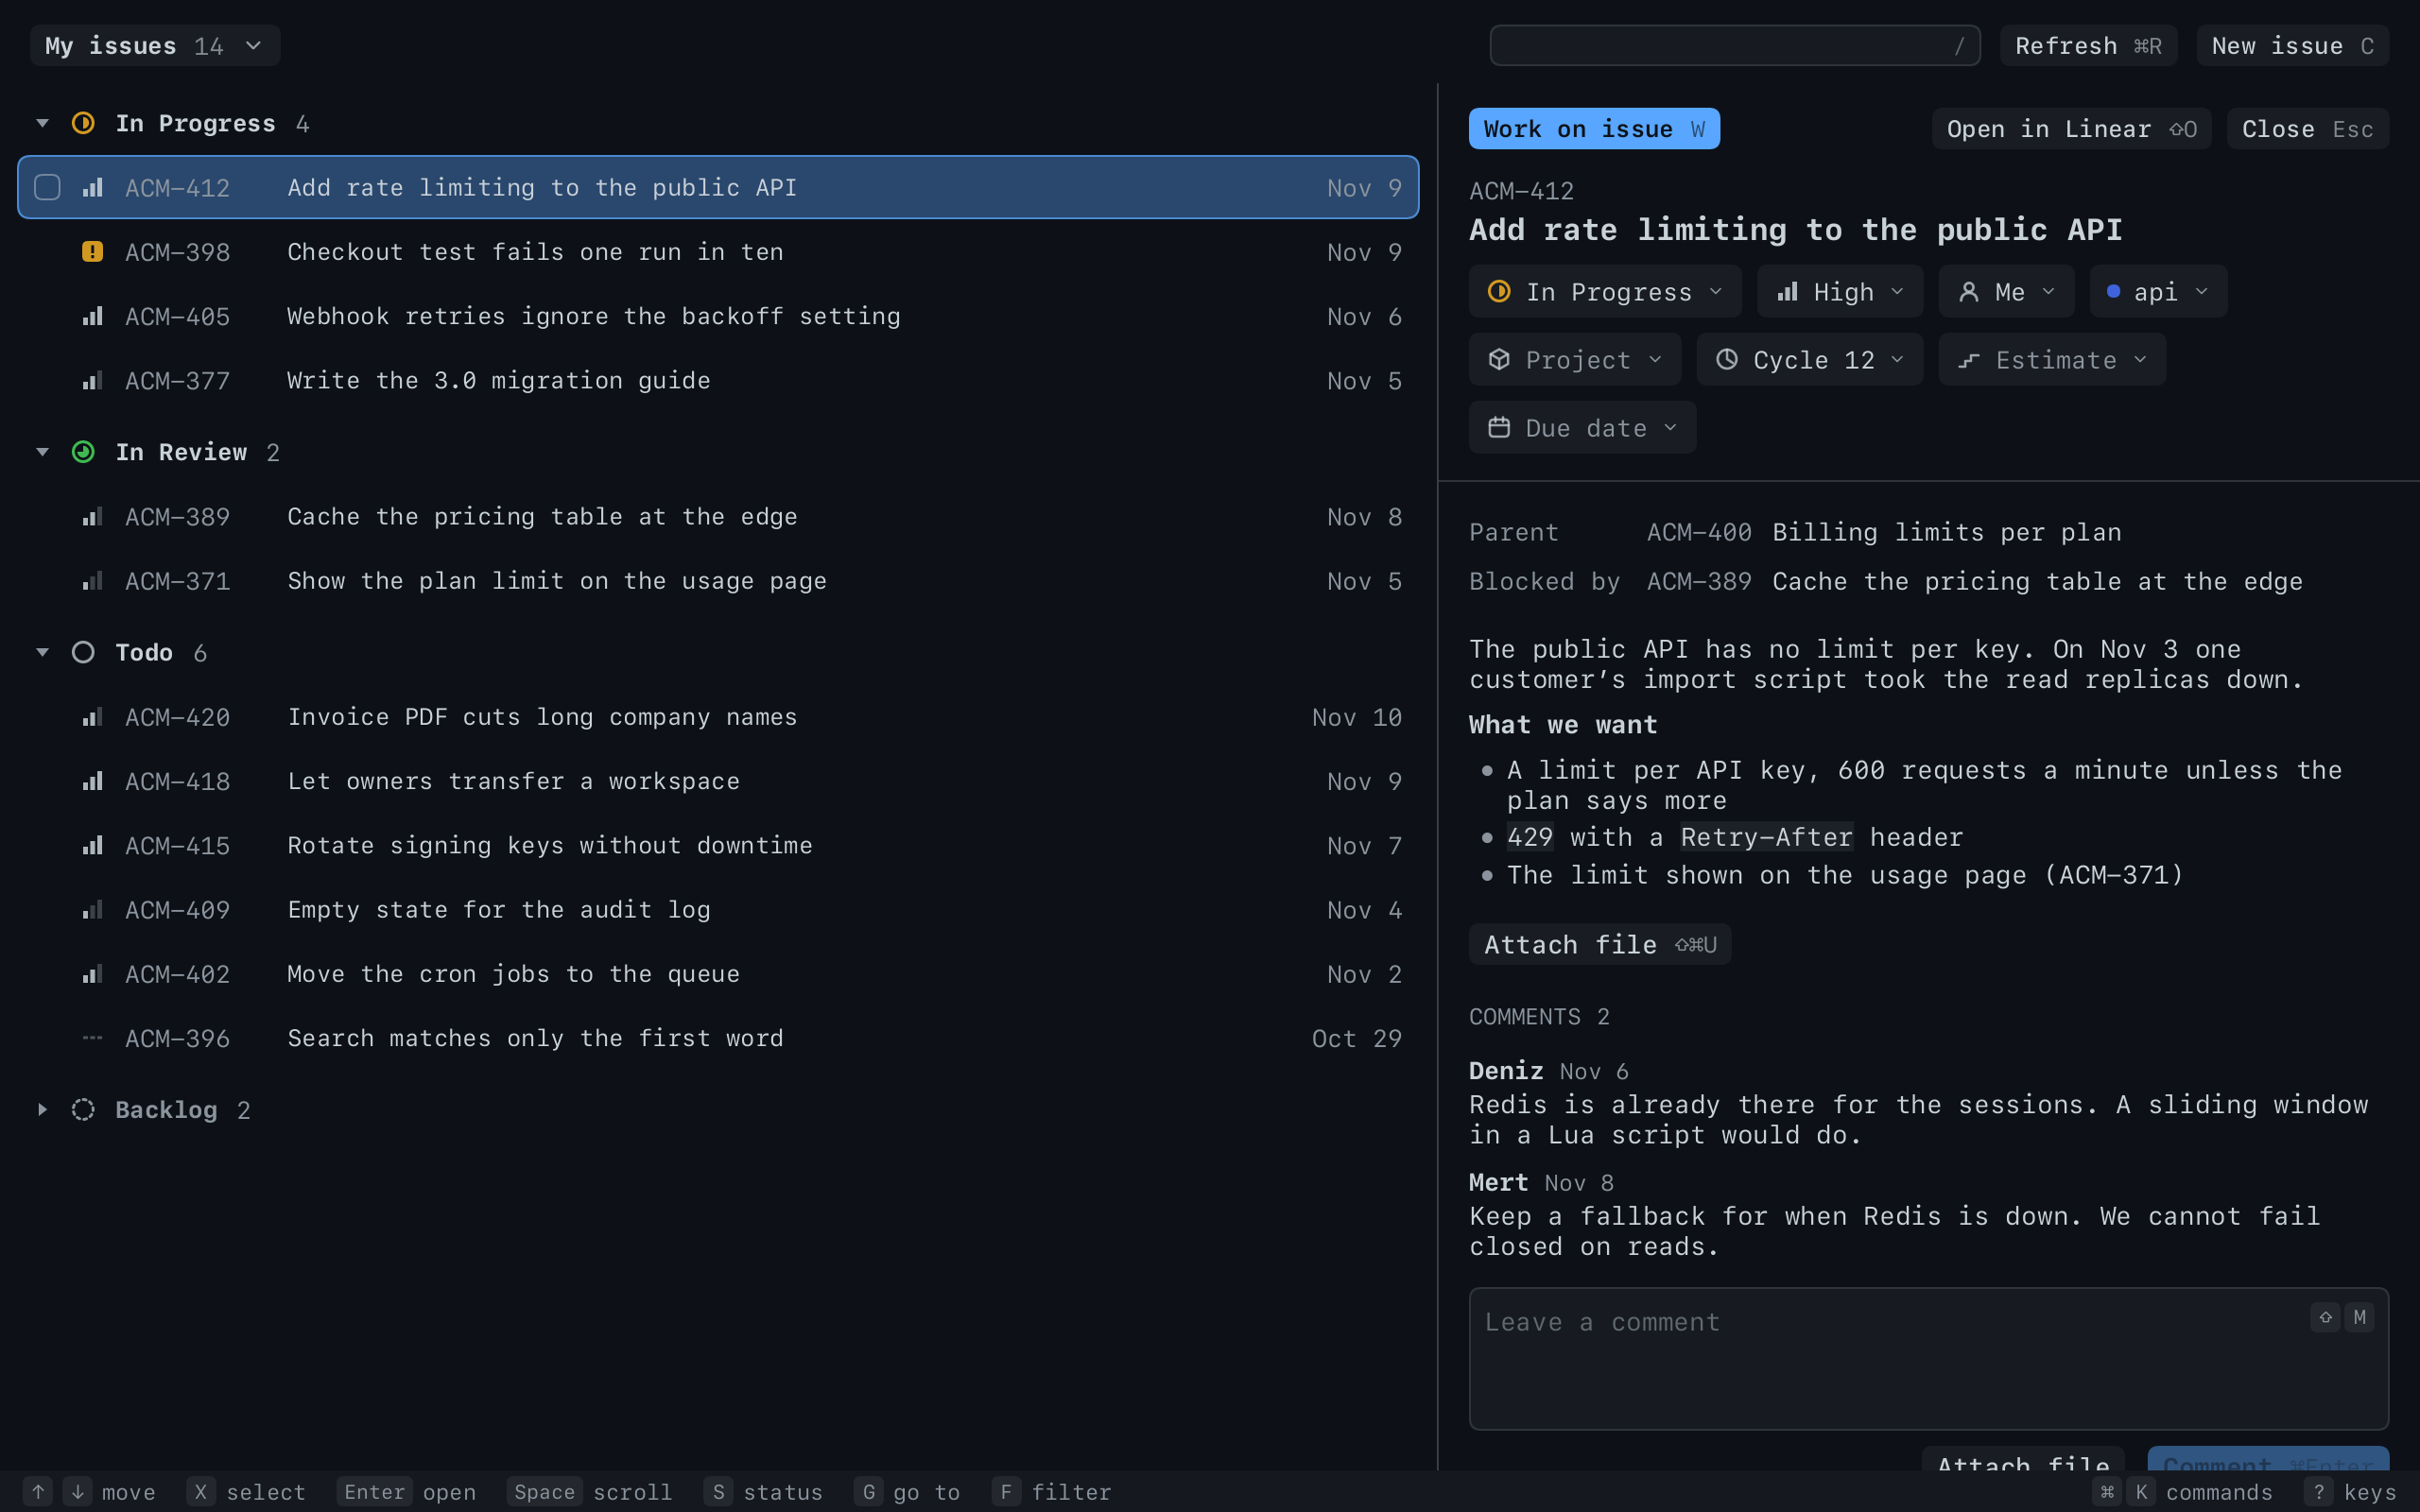 My issues 14
/
Refresh ⌘R
New issue C
In Progress 4
ACM-412 Add rate limiting to the public API Nov 9
ACM-398 Checkout test fails one run in ten Nov 9
ACM-405 Webhook retries ignore the backoff setting Nov 6
ACM-377 Write the 3.0 migration guide Nov 5
In Review 2
ACM-389 Cache the pricing table at the edge Nov 8
ACM-371 Show the plan limit on the usage page Nov 5
Todo 6
ACM-420 Invoice PDF cuts long company names Nov 10
ACM-418 Let owners transfer a workspace Nov 9
ACM-415 Rotate signing keys without downtime Nov 7
ACM-409 Empty state for the audit log Nov 4
ACM-402 Move the cron jobs to the queue Nov 2
ACM-396 Search matches only the first word Oct 29
Backlog 2
Work on issue W
Open in Linear ⇧O
Close Esc
ACM-412
Add rate limiting to the public API
In Progress High Me api
Project Cycle 12 Estimate
Due date
Parent ACM-400 Billing limits per plan
Blocked by ACM-389 Cache the pricing table at the edge
The public API has no limit per key. On Nov 3 one
customer’s import script took the read replicas down.
What we want
A limit per API key, 600 requests a minute unless the
plan says more
429 with a Retry-After header
The limit shown on the usage page (ACM-371)
Attach file ⇧⌘U
COMMENTS 2
Deniz Nov 6
Redis is already there for the sessions. A sliding window
in a Lua script would do.
Mert Nov 8
Keep a fallback for when Redis is down. We cannot fail
closed on reads.
Leave a comment ⇧ M
Attach file Comment ⌘Enter
↑ ↓ move X select Enter open Space scroll S status G go to F filter ⌘ K commands ? keys